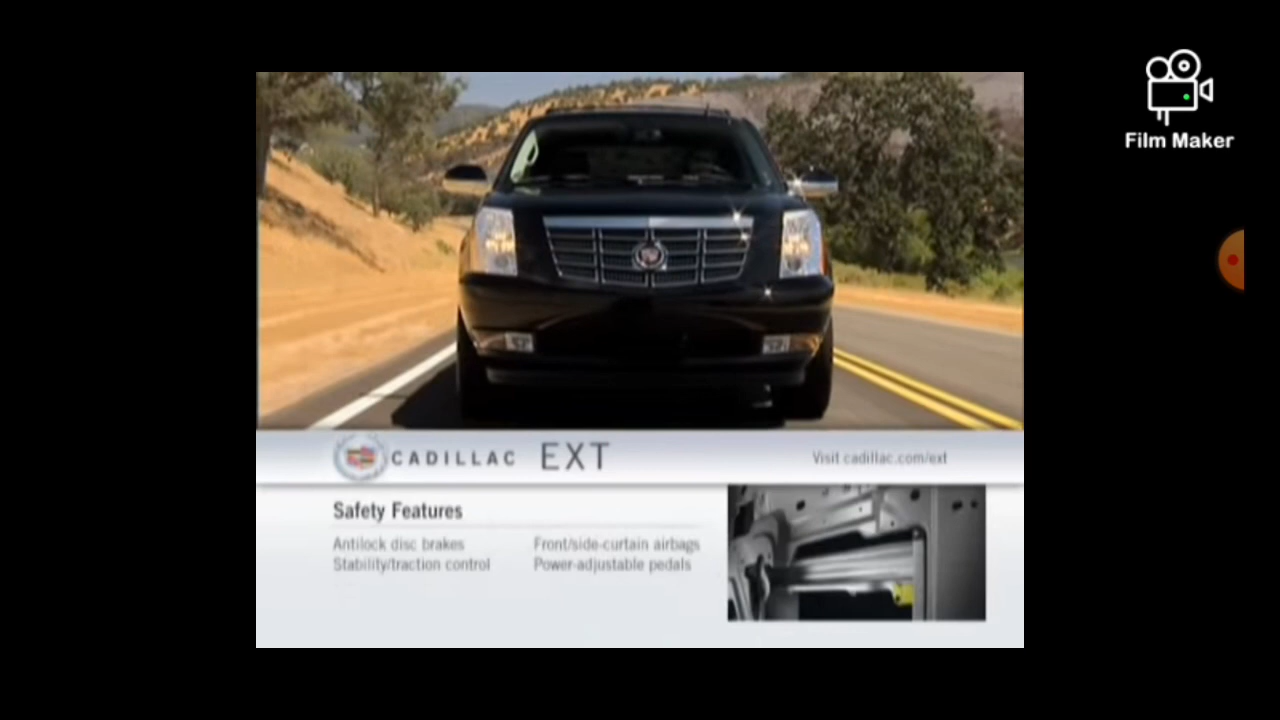 Film Maker
CADILLAC EXT
Visit cadillac.com/ext
Safety Features
Antilock disc brakes
Stability/traction control
Front/side-curtain airbags
Power-adjustable pedals